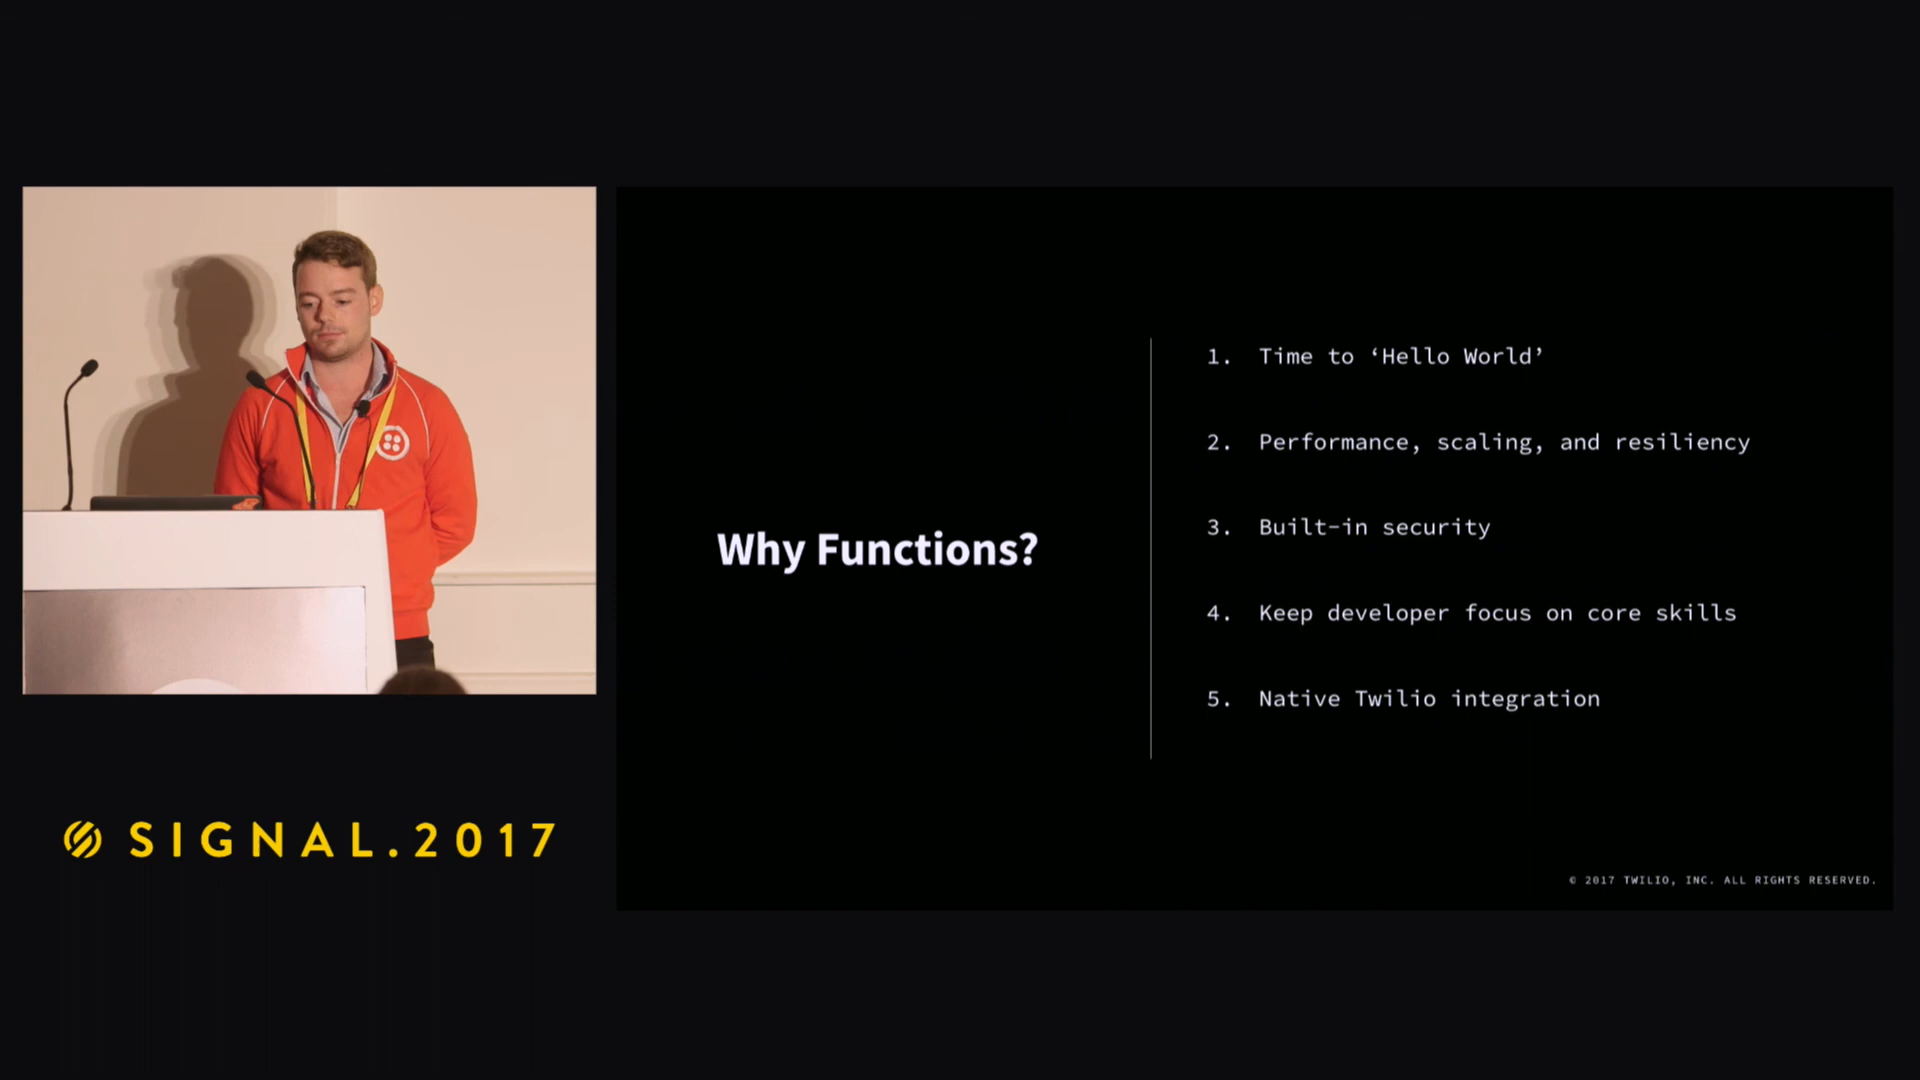 Why Functions?
1. Time to ‘Hello World’
2. Performance, scaling, and resiliency
3. Built-in security
4. Keep developer focus on core skills
5. Native Twilio integration
SIGNAL.2017
© 2017 TWILIO, INC. ALL RIGHTS RESERVED.